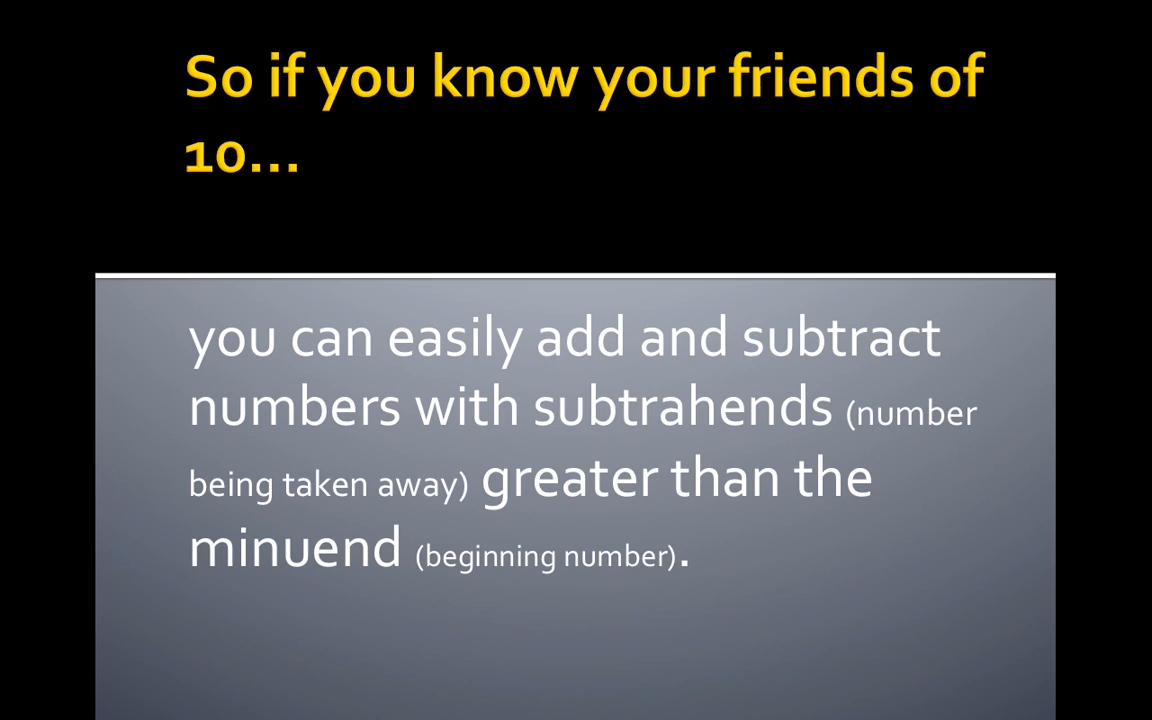 So if you know your friends of
10...
you can easily add and subtract
numbers with subtrahends (number
being taken away) greater than the
minuend (beginning number).